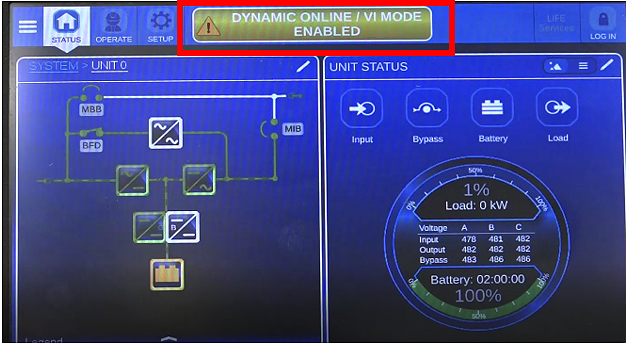 DYNAMIC ONLINE / VI MODE
ENABLED
STATUS
OPERATE
SETUP
LIFE
Services
LOG IN
SYSTEM > UNIT 0
MBB
BFD
MIB
B
Legend
UNIT STATUS
Input
Bypass
Battery
Load
50%
0%
100%
1%
Load: 0 kW
Voltage A B C
Input 478 481 482
Output 482 482 482
Bypass 483 486 486
Battery: 02:00:00
100%
0%
100%
50%